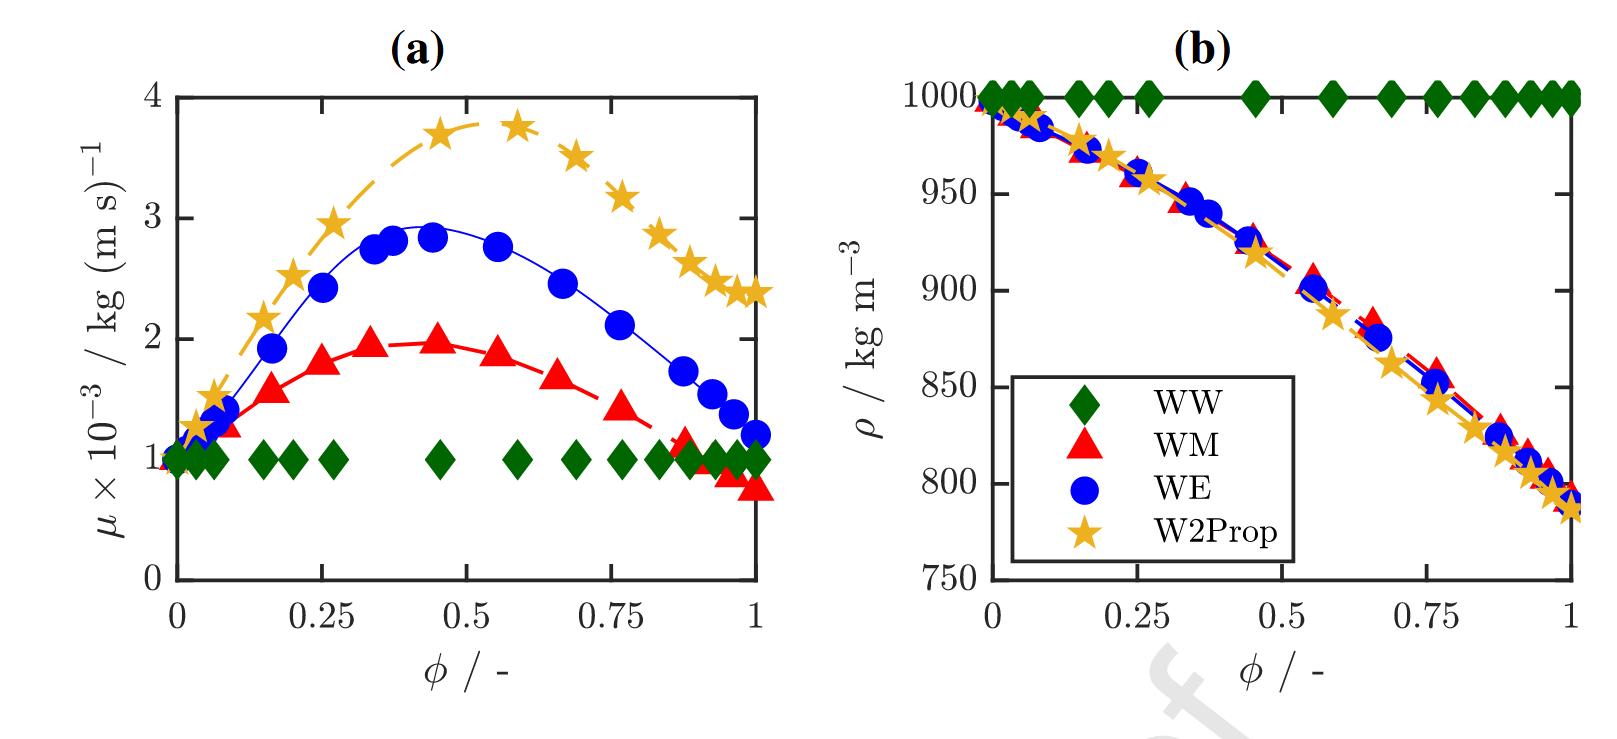 (a)
4
3
2
1
0
0 0.25 0.5 0.75 1
ϕ / -
μ × 10⁻³ / kg (m s)⁻¹
(b)
1000
950
900
850
800
750
0 0.25 0.5 0.75 1
ϕ / -
ρ / kg m⁻³
WW
WM
WE
W2Prop